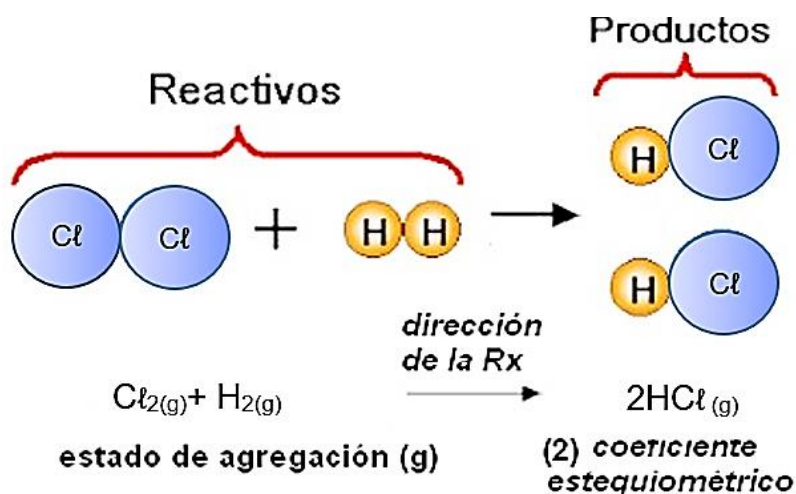 Productos
Reactivos
Cℓ Cℓ + H H → H Cℓ
H Cℓ
dirección
de la Rx
Cℓ₂(g) + H₂(g) → 2HCℓ (g)
estado de agregación (g)
(2) coeficiente
estequiométrico